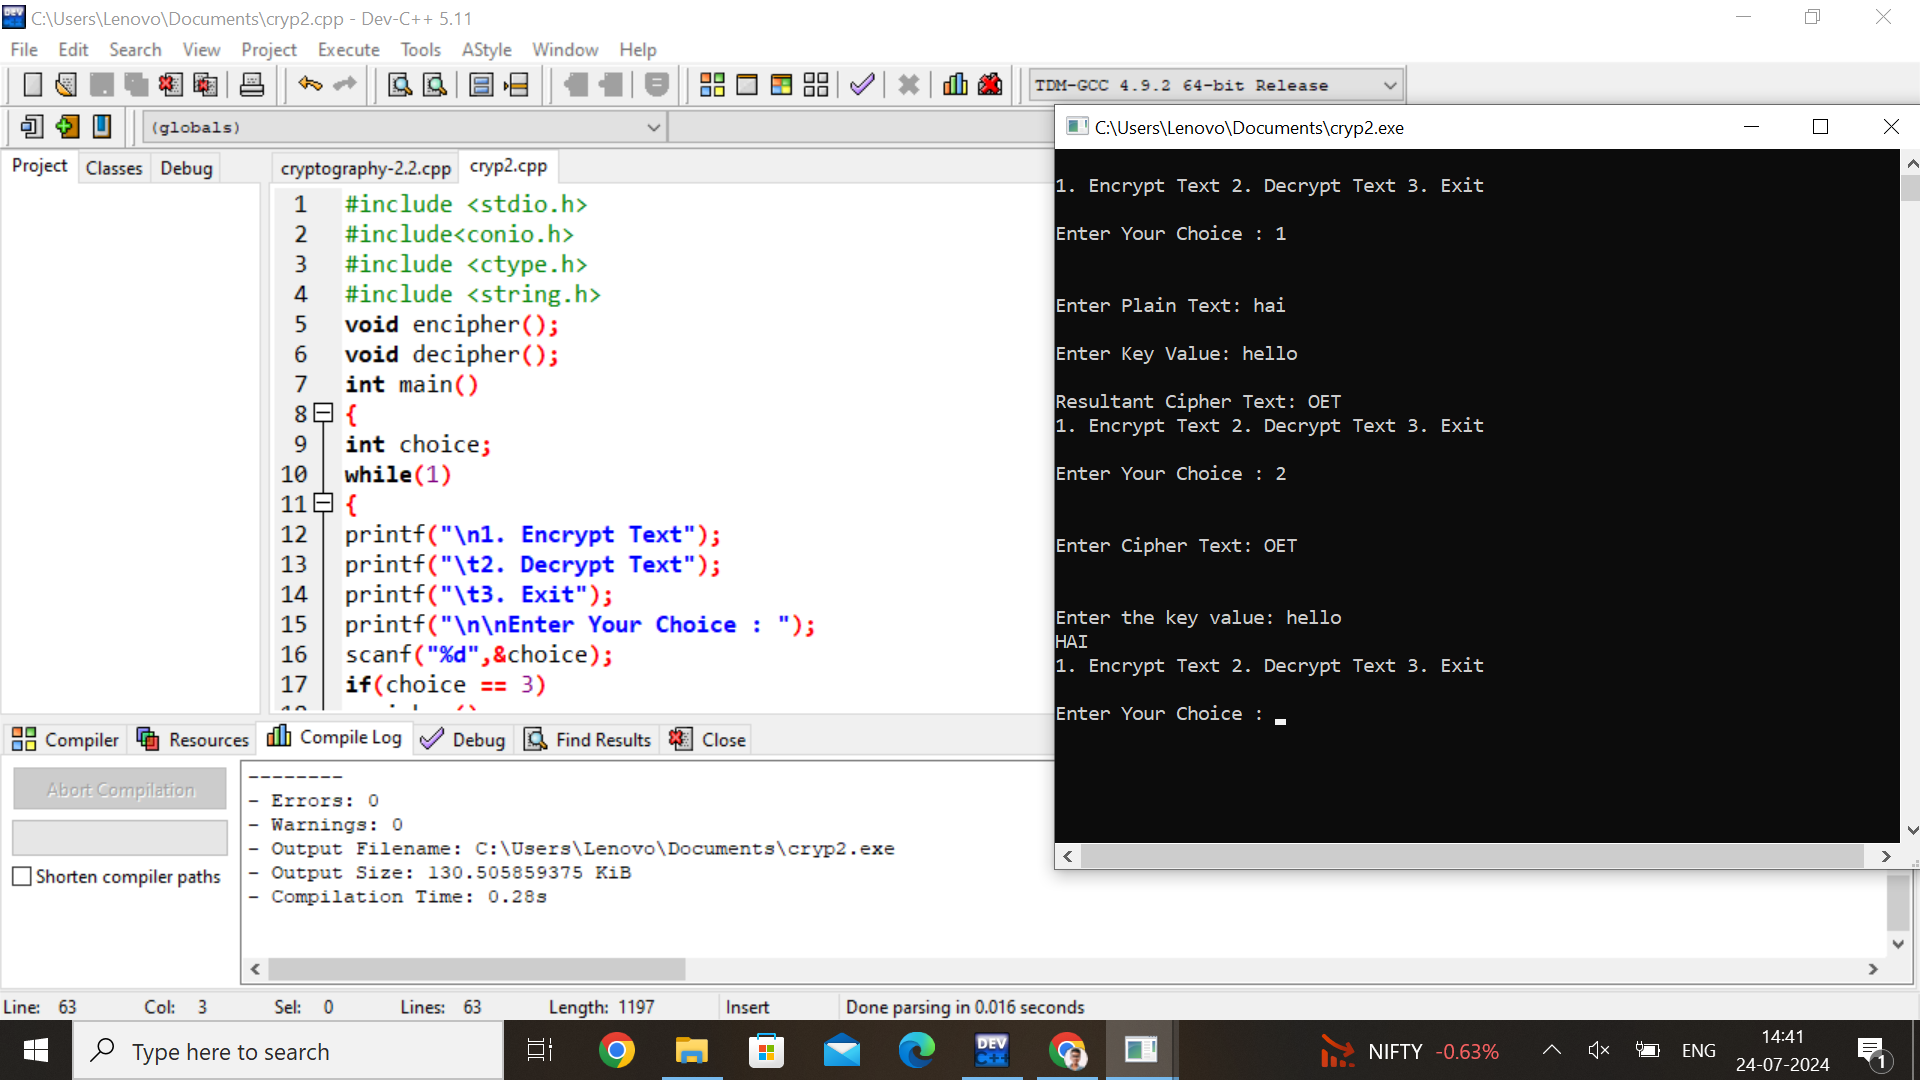 C:\Users\Lenovo\Documents\cryp2.cpp - Dev-C++ 5.11
File Edit Search View Project Execute Tools AStyle Window Help
TDM-GCC 4.9.2 64-bit Release
(globals)
Project Classes Debug
cryptography-2.2.cpp cryp2.cpp
1 #include <stdio.h>
2 #include<conio.h>
3 #include <ctype.h>
4 #include <string.h>
5 void encipher();
6 void decipher();
7 int main()
8 {
9 int choice;
10 while(1)
11 {
12 printf("\n1. Encrypt Text");
13 printf("\t2. Decrypt Text");
14 printf("\t3. Exit");
15 printf("\n\nEnter Your Choice : ");
16 scanf("%d",&choice);
17 if(choice == 3)
C:\Users\Lenovo\Documents\cryp2.exe
1. Encrypt Text 2. Decrypt Text 3. Exit
Enter Your Choice : 1
Enter Plain Text: hai
Enter Key Value: hello
Resultant Cipher Text: OET
1. Encrypt Text 2. Decrypt Text 3. Exit
Enter Your Choice : 2
Enter Cipher Text: OET
Enter the key value: hello
HAI
1. Encrypt Text 2. Decrypt Text 3. Exit
Enter Your Choice : 
Compiler Resources Compile Log Debug Find Results Close
Abort Compilation
Shorten compiler paths
--------
- Errors: 0
- Warnings: 0
- Output Filename: C:\Users\Lenovo\Documents\cryp2.exe
- Output Size: 130.505859375 KiB
- Compilation Time: 0.28s
Line: 63 Col: 3 Sel: 0 Lines: 63 Length: 1197 Insert Done parsing in 0.016 seconds
Type here to search
DEV C++
NIFTY -0.63%
ENG
14:41
24-07-2024
1